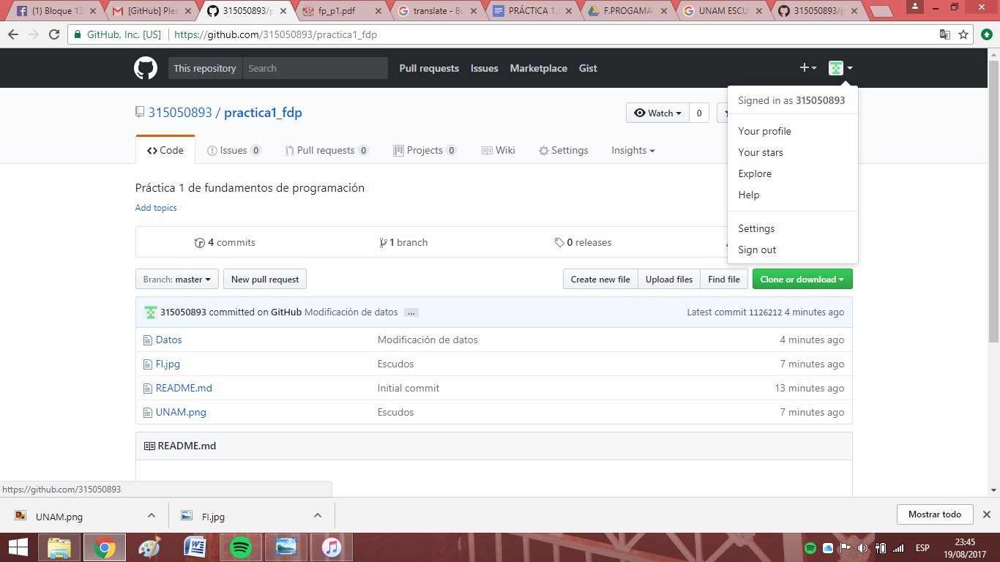 (1) Bloque 13
[GitHub] Plea
315050893/p
fp_p1.pdf
translate - Bu
PRÁCTICA 1.
F.PROGAMA
UNAM ESCU
315050893/p
GitHub, Inc. [US]
https://github.com/315050893/practica1_fdp
This repository
Search
Pull requests
Issues
Marketplace
Gist
Signed in as 315050893
315050893 / practica1_fdp
Watch
0
Your profile
Code
Issues 0
Pull requests 0
Projects 0
Wiki
Settings
Insights
Your stars
Explore
Práctica 1 de fundamentos de programación
Help
Add topics
Settings
4 commits
1 branch
0 releases
Sign out
Branch: master
New pull request
Create new file
Upload files
Find file
Clone or download
315050893 committed on GitHub Modificación de datos ...
Latest commit 1126212 4 minutes ago
Datos
Modificación de datos
4 minutes ago
FI.jpg
Escudos
7 minutes ago
README.md
Initial commit
13 minutes ago
UNAM.png
Escudos
7 minutes ago
README.md
https://github.com/315050893
UNAM.png
FI.jpg
Mostrar todo
ESP
23:45
19/08/2017